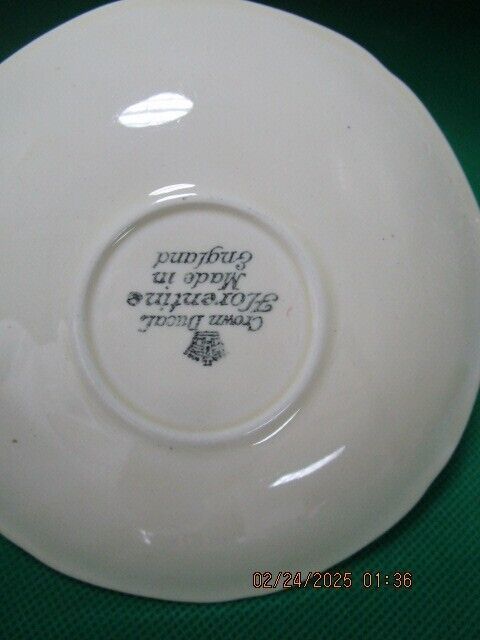 Crown Ducal
Florentine
Made in
England
02/24/2025 01:36